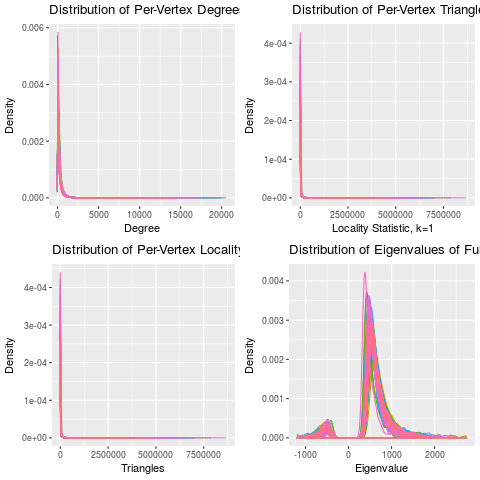 Distribution of Per-Vertex Degrees
0.006
0.004
0.002
0.000
Density
0
5000
10000
15000
20000
Degree
Distribution of Per-Vertex Triangle
4e-04
3e-04
2e-04
1e-04
0e+00
Density
0
2500000
5000000
7500000
Locality Statistic, k=1
Distribution of Per-Vertex Locality
4e-04
3e-04
2e-04
1e-04
0e+00
Density
0
2500000
5000000
7500000
Triangles
Distribution of Eigenvalues of Ful
0.004
0.003
0.002
0.001
0.000
Density
-1000
0
1000
2000
Eigenvalue